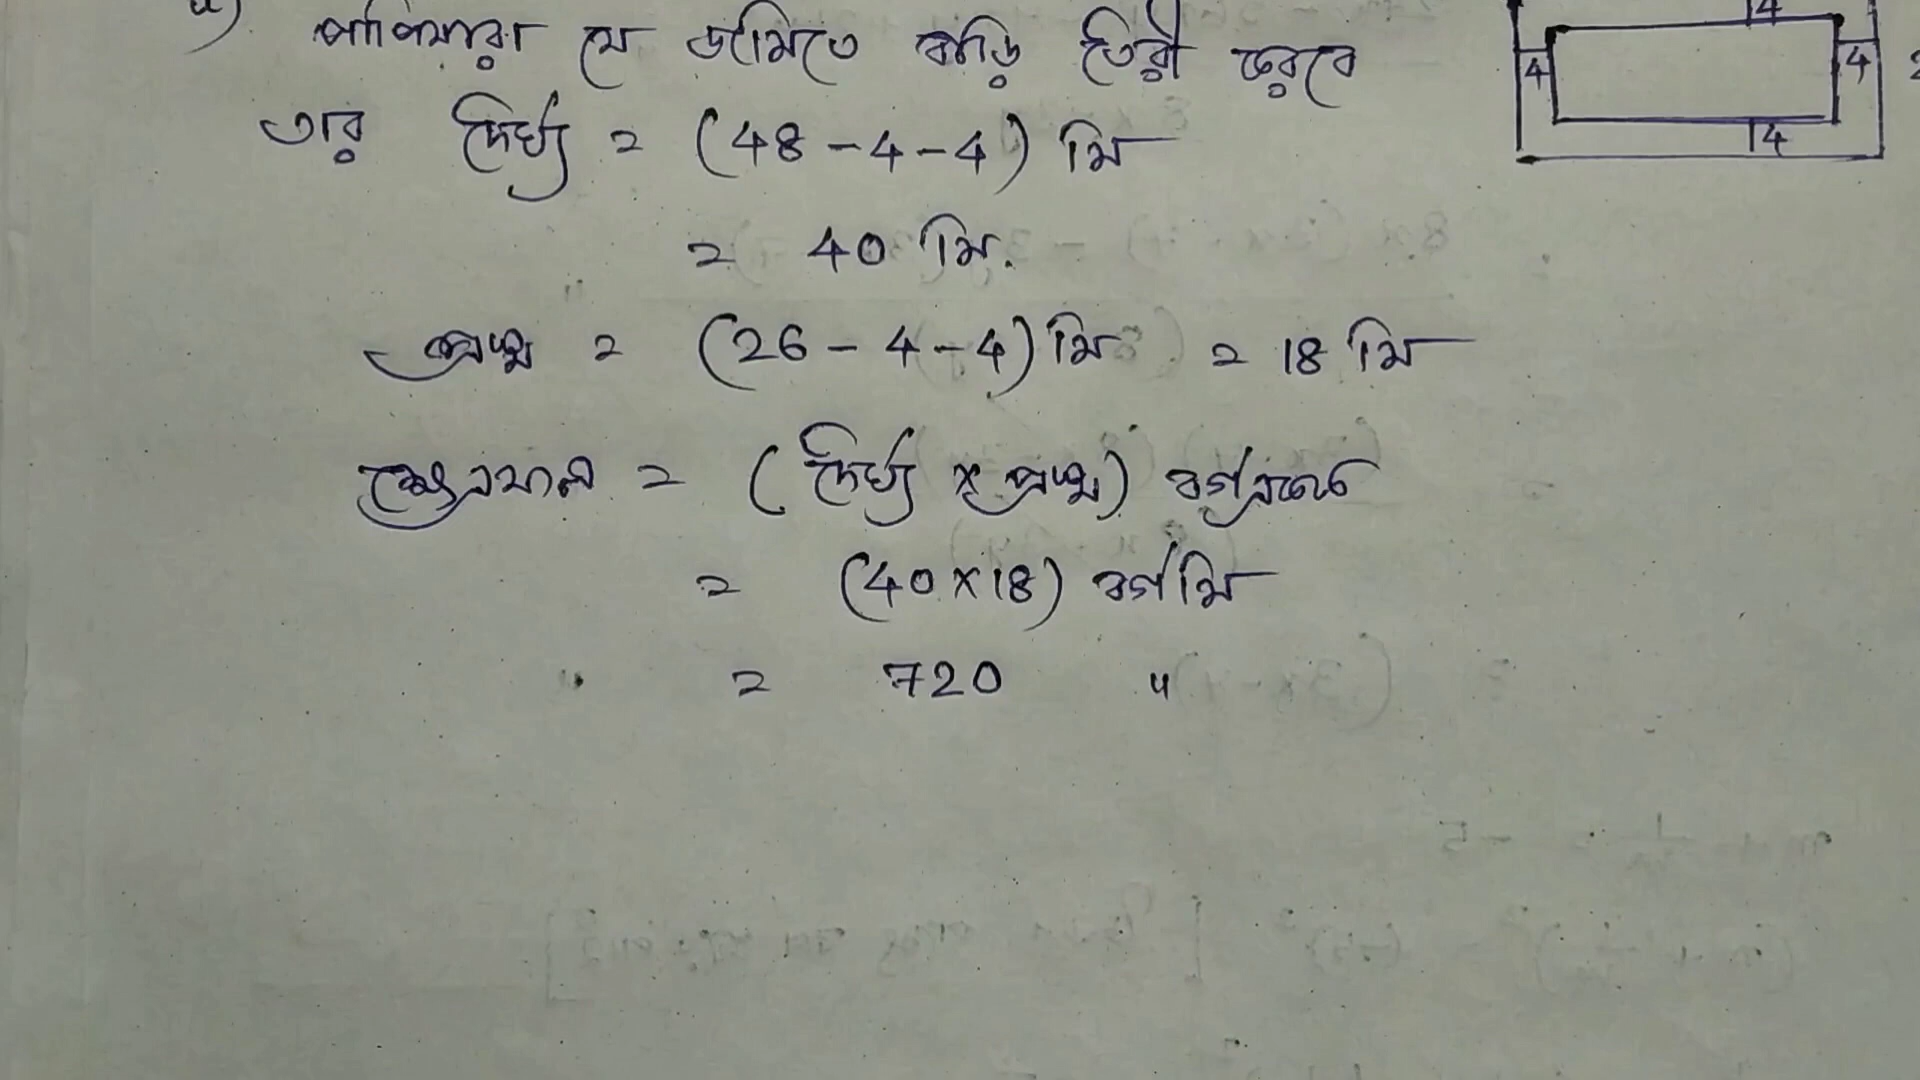 পাপিয়ারা যে জমিতে বাড়ি তৈরী করবে
তার দৈর্ঘ্য = (48 - 4 - 4) মি
= 40 মি.
প্রস্থ = (26 - 4 - 4) মি = 18 মি
ক্ষেত্রফল = (দৈর্ঘ্য × প্রস্থ) বর্গএকক
= (40 × 18) বর্গমি
= 720 "
4
4 4
4